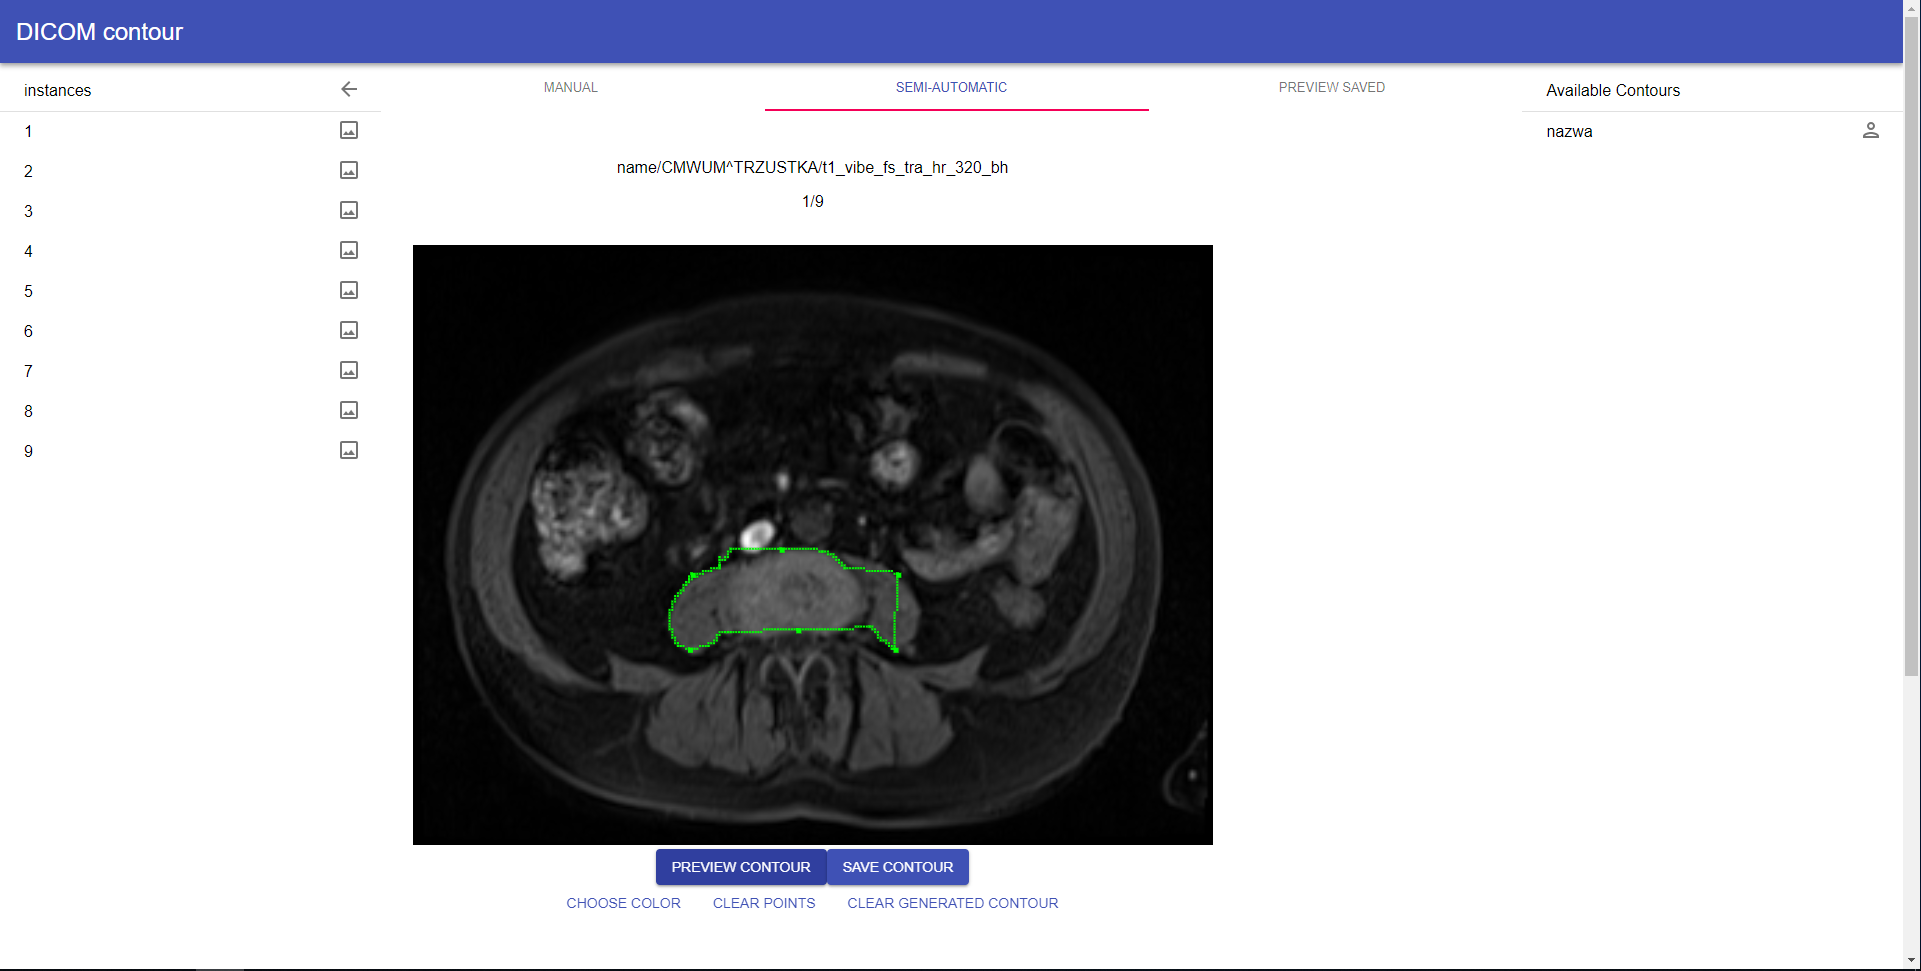 DICOM contour
instances
1
2
3
4
5
6
7
8
9
MANUAL
SEMI-AUTOMATIC
PREVIEW SAVED
name/CMWUM^TRZUSTKA/t1_vibe_fs_tra_hr_320_bh
1/9
PREVIEW CONTOUR
SAVE CONTOUR
CHOOSE COLOR
CLEAR POINTS
CLEAR GENERATED CONTOUR
Available Contours
nazwa